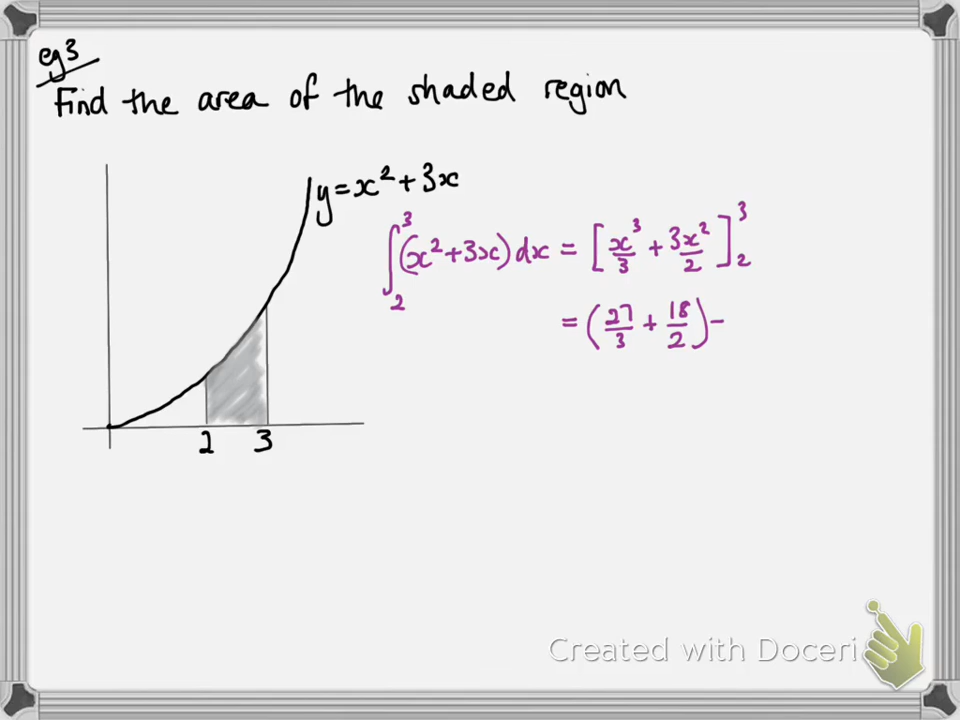 eg3
Find the area of the shaded region
y = x² + 3x
∫₂³ (x² + 3x) dx = [x³/3 + 3x²/2]₂³
= (27/3 + 18/2) −
2 3
Created with Doceri